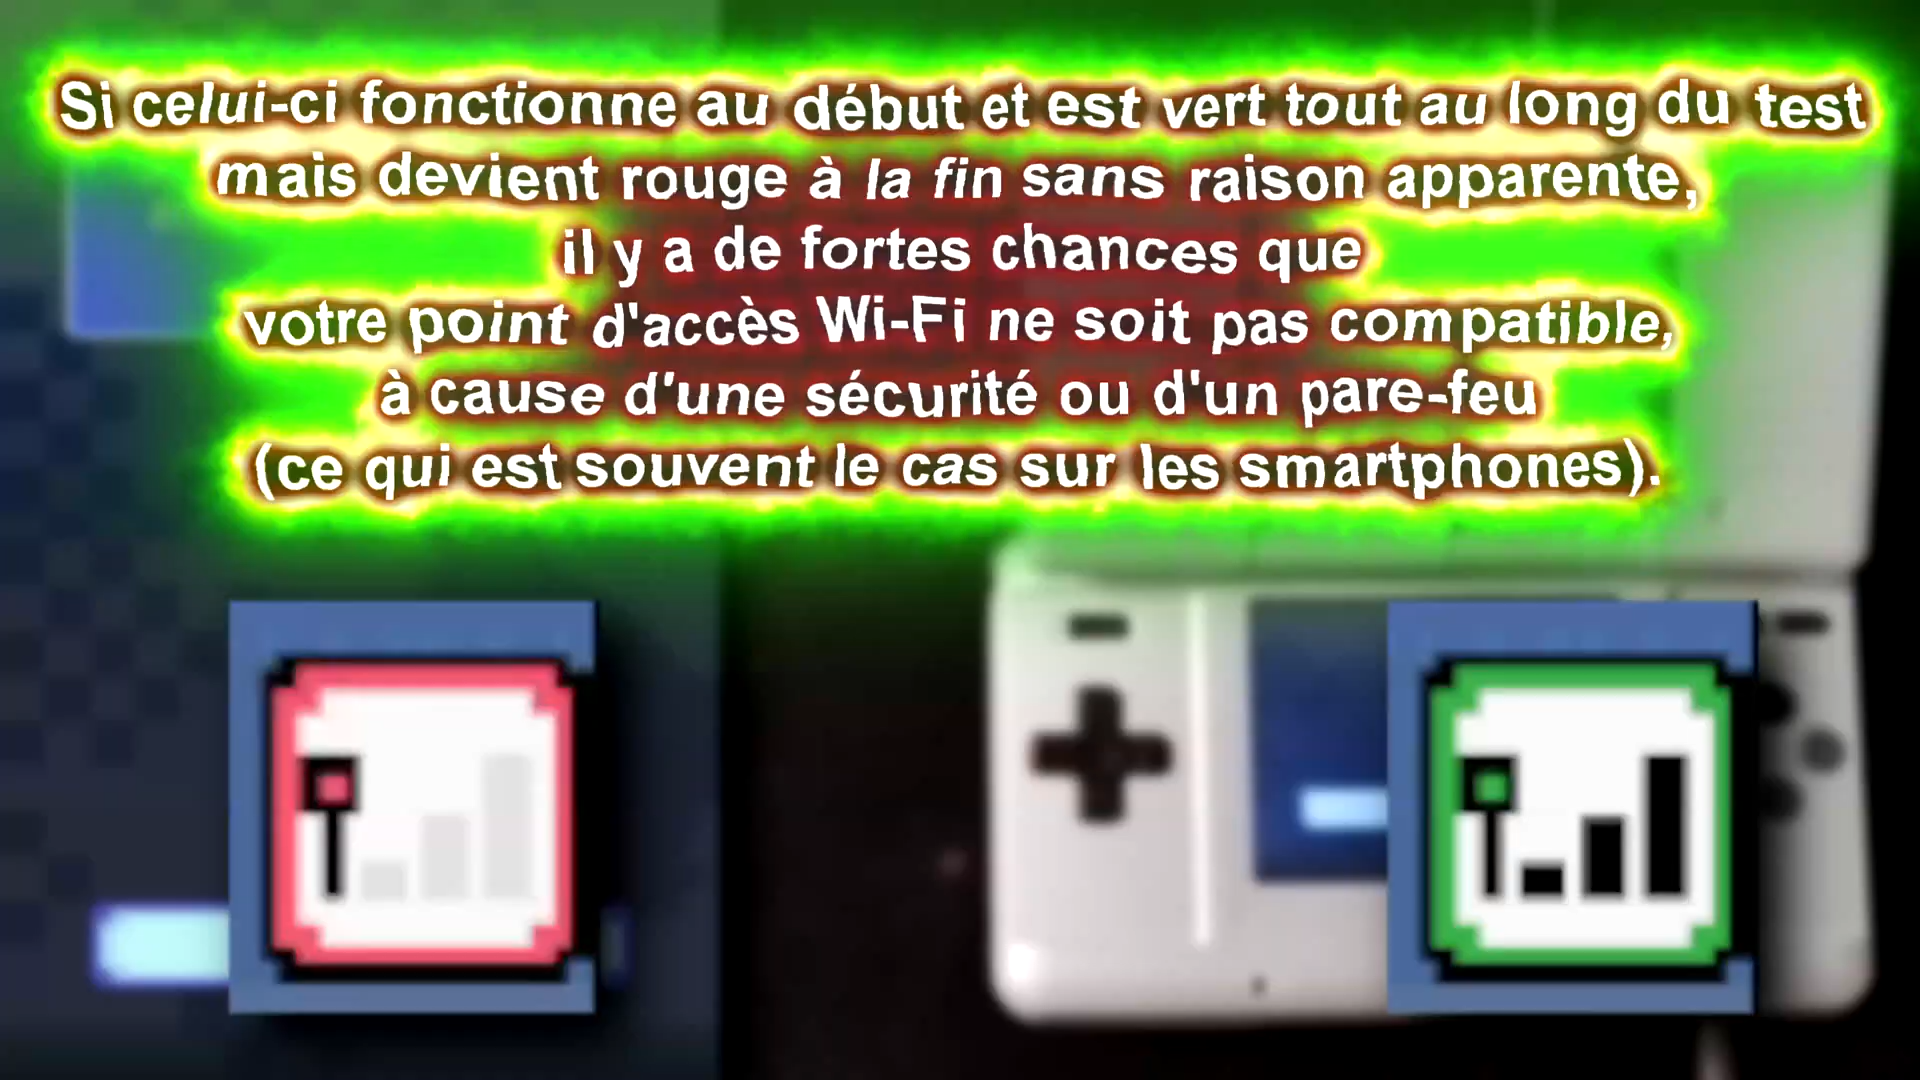 Si celui-ci fonctionne au début et est vert tout au long du test
mais devient rouge à la fin sans raison apparente,
il y a de fortes chances que
votre point d'accès Wi-Fi ne soit pas compatible,
à cause d'une sécurité ou d'un pare-feu
(ce qui est souvent le cas sur les smartphones).